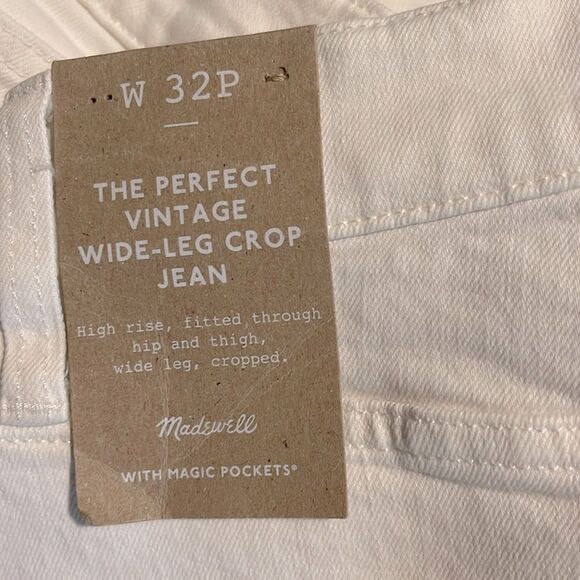 W 32P
THE PERFECT
VINTAGE
WIDE-LEG CROP
JEAN
High rise, fitted through
hip and thigh,
wide leg, cropped.
Madewell
WITH MAGIC POCKETS®